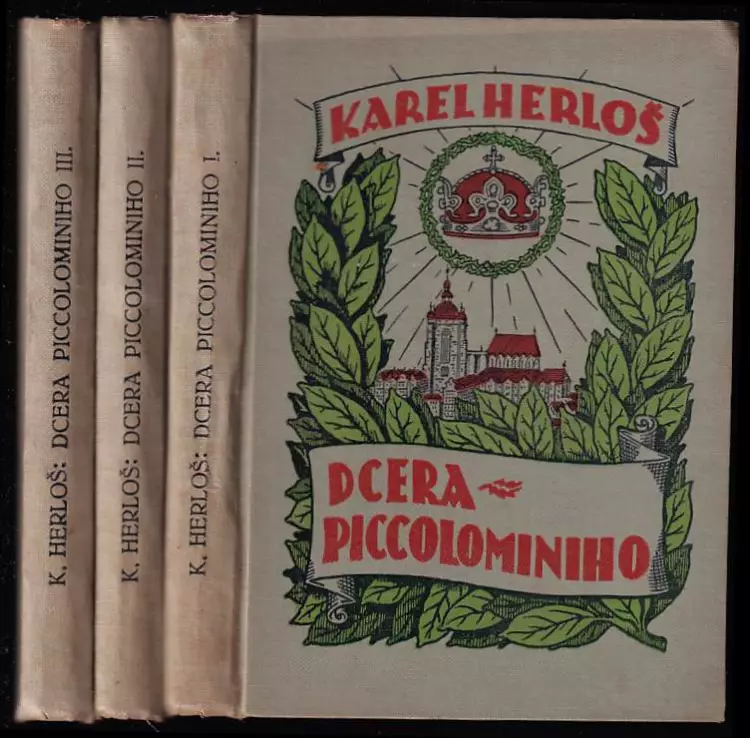 K. HERLOŠ: DCERA PICCOLOMINIHO III.
K. HERLOŠ: DCERA PICCOLOMINIHO II.
K. HERLOŠ: DCERA PICCOLOMINIHO I.
KAREL HERLOŠ
DCERA
PICCOLOMINIHO